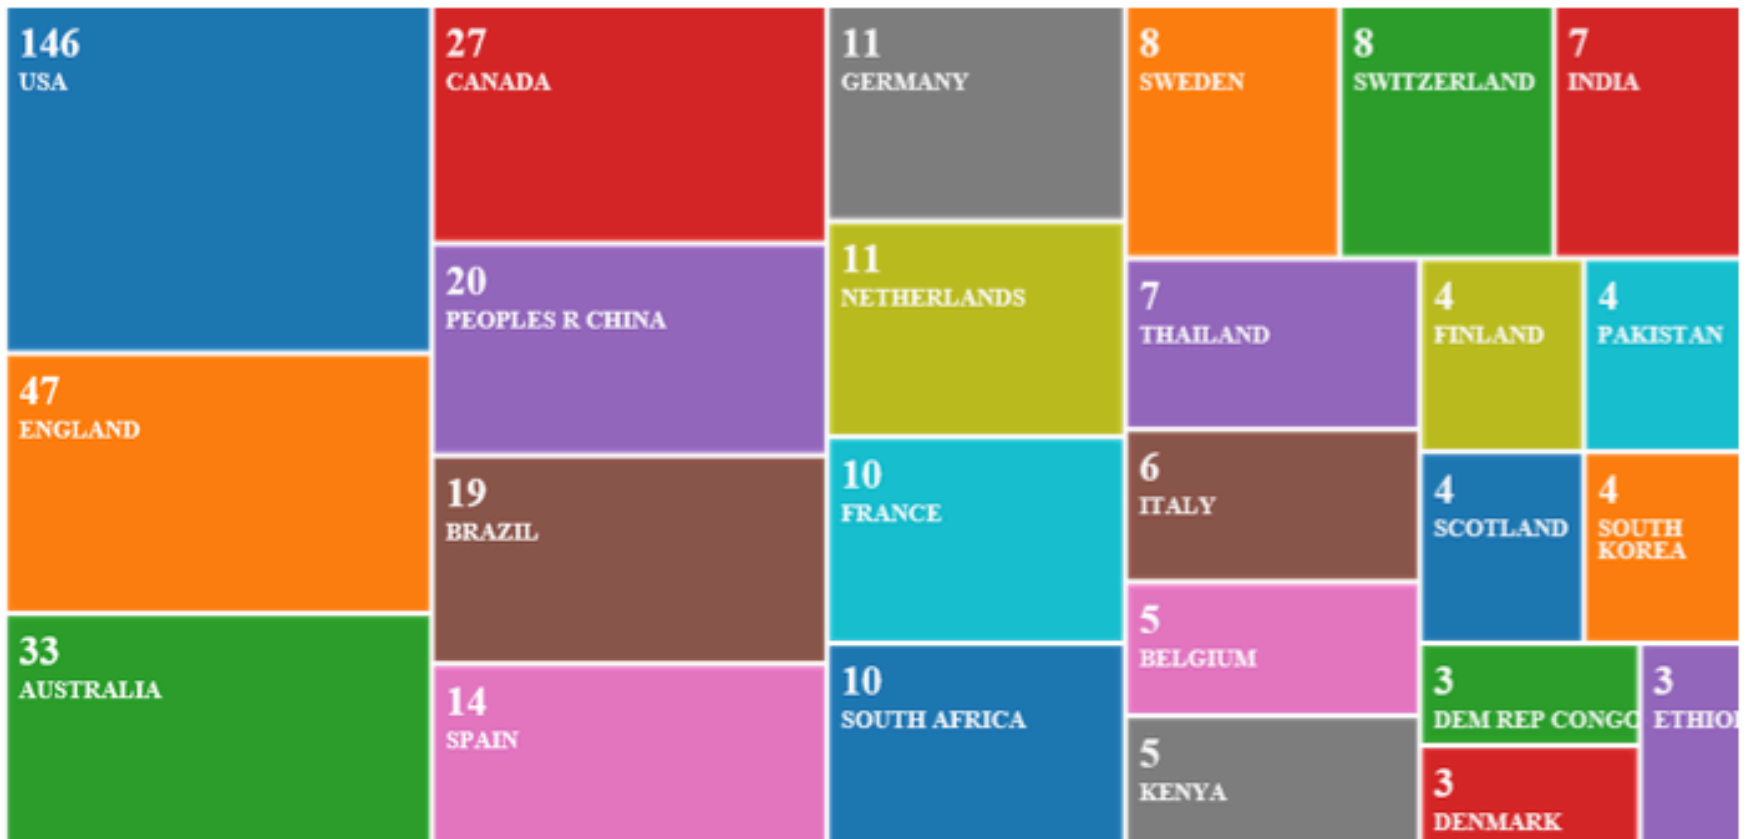 146
USA
47
ENGLAND
33
AUSTRALIA
27
CANADA
20
PEOPLES R CHINA
19
BRAZIL
14
SPAIN
11
GERMANY
11
NETHERLANDS
10
FRANCE
10
SOUTH AFRICA
8
SWEDEN
8
SWITZERLAND
7
INDIA
7
THAILAND
6
ITALY
5
BELGIUM
5
KENYA
4
FINLAND
4
PAKISTAN
4
SCOTLAND
4
SOUTH
KOREA
3
DEM REP CONGO
3
DENMARK
3